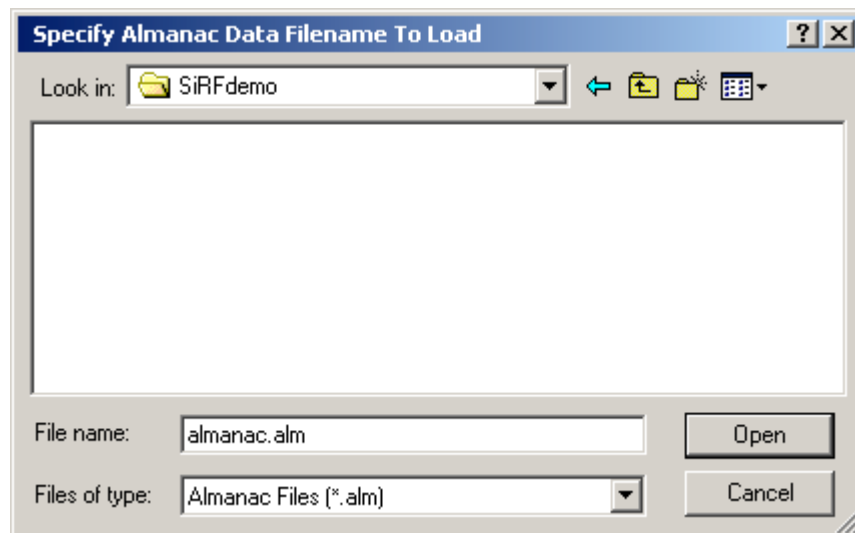 Specify Almanac Data Filename To Load
Look in: SiRFdemo
File name: almanac.alm
Open
Files of type: Almanac Files (*.alm)
Cancel